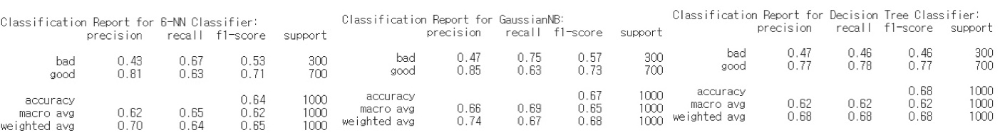 Classification Report for 6-NN Classifier:
precision recall f1-score support
bad 0.43 0.67 0.53 300
good 0.81 0.63 0.71 700
accuracy 0.64 1000
macro avg 0.62 0.65 0.62 1000
weighted avg 0.70 0.64 0.65 1000
Classification Report for GaussianNB:
precision recall f1-score support
bad 0.47 0.75 0.57 300
good 0.85 0.63 0.73 700
accuracy 0.67 1000
macro avg 0.66 0.69 0.65 1000
weighted avg 0.74 0.67 0.68 1000
Classification Report for Decision Tree Classifier:
precision recall f1-score support
bad 0.47 0.46 0.46 300
good 0.77 0.78 0.77 700
accuracy 0.68 1000
macro avg 0.62 0.62 0.62 1000
weighted avg 0.68 0.68 0.68 1000